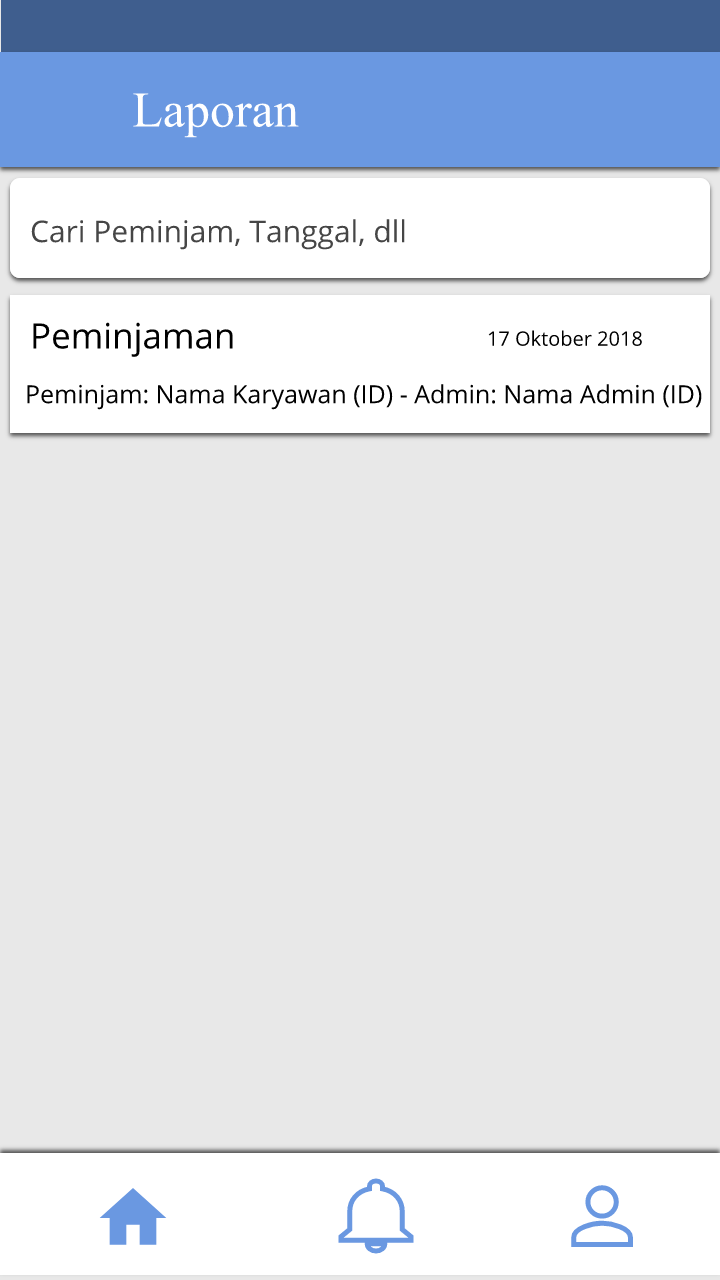 Laporan
Cari Peminjam, Tanggal, dll
Peminjaman 17 Oktober 2018
Peminjam: Nama Karyawan (ID) - Admin: Nama Admin (ID)